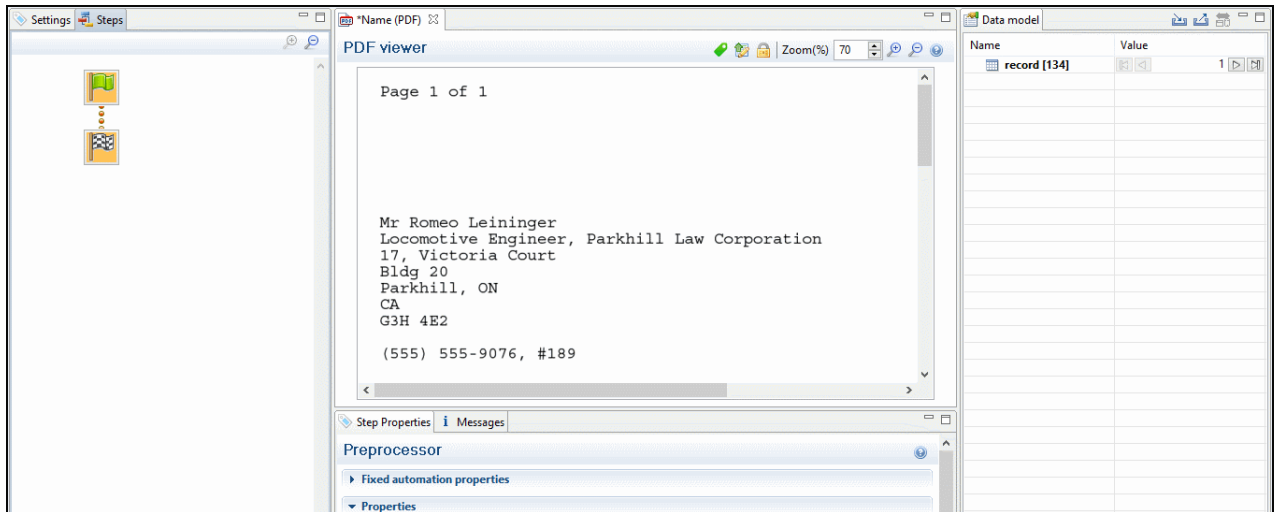 Settings Steps
*Name (PDF)
Data model
PDF viewer
Zoom(%) 70
Name Value
record [134] 1
Page 1 of 1
Mr Romeo Leininger
Locomotive Engineer, Parkhill Law Corporation
17, Victoria Court
Bldg 20
Parkhill, ON
CA
G3H 4E2
(555) 555-9076, #189
Step Properties i Messages
Preprocessor
Fixed automation properties
Properties